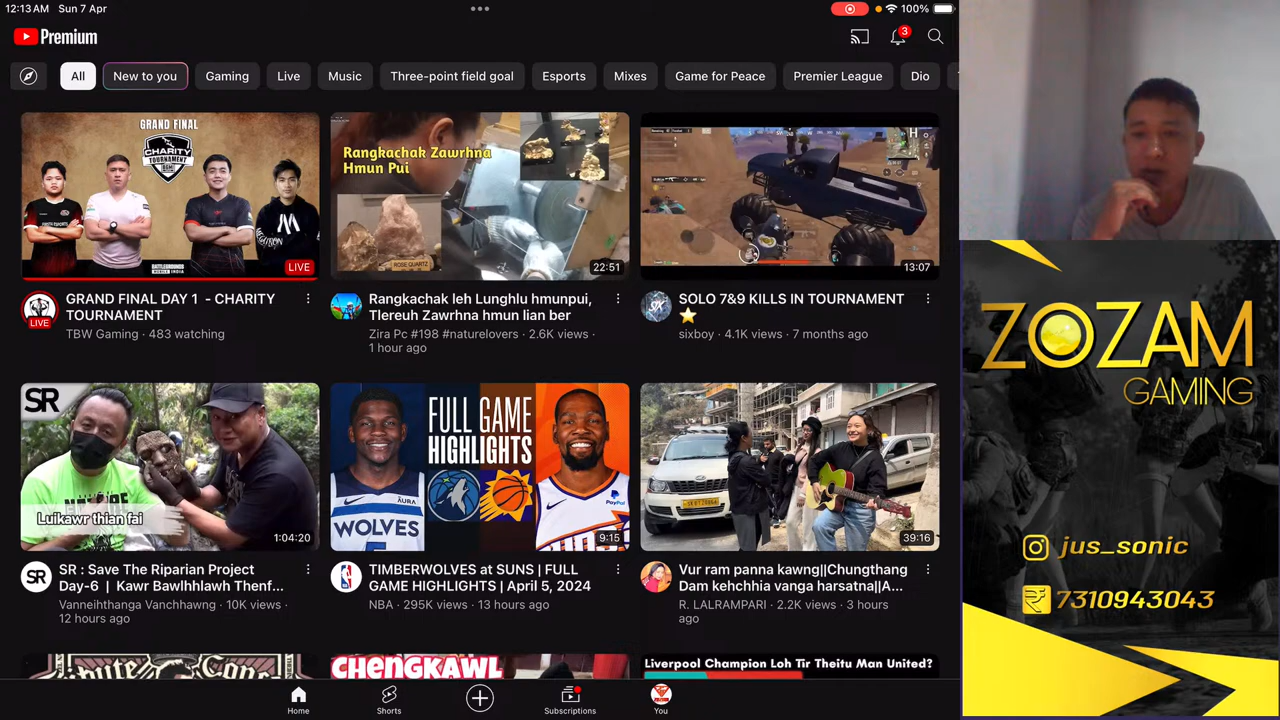 12:13AM Sun 7 Apr
100%
Premium
3
All
New to you
Gaming
Live
Music
Three-point field goal
Esports
Mixes
Game for Peace
Premier League
Dio
GRAND FINAL
CHARITY
TOURNAMENT
LIVE
Rangkachak Zawrhna
Hmun Pui
ROSE QUARTZ
22:51
13:07
LIVE
GRAND FINAL DAY 1 - CHARITY
TOURNAMENT
TBW Gaming · 483 watching
Rangkachak leh Lunghlu hmunpui,
Tlereuh Zawrhna hmun lian ber
Zira Pc #198 #naturelovers · 2.6K views ·
1 hour ago
SOLO 7&9 KILLS IN TOURNAMENT
sixboy · 4.1K views · 7 months ago
SR
Luikawr thian fai
1:04:20
FULL GAME
HIGHLIGHTS
AURA
WOLVES
PayPal
9:15
39:16
SR
SR : Save The Riparian Project
Day-6 | Kawr Bawlhhlawh Thenf...
Vanneihthanga Vanchhawng · 10K views ·
12 hours ago
TIMBERWOLVES at SUNS | FULL
GAME HIGHLIGHTS | April 5, 2024
NBA · 295K views · 13 hours ago
Vur ram panna kawng||Chungthang
Dam kehchhia vanga harsatna||A...
R. LALRAMPARI · 2.2K views · 3 hours
ago
CHENGKAWL
Liverpool Champion Loh Tir Theitu Man United?
Home
Shorts
Subscriptions
You
ZOZAM
GAMING
jus_sonic
7310943043